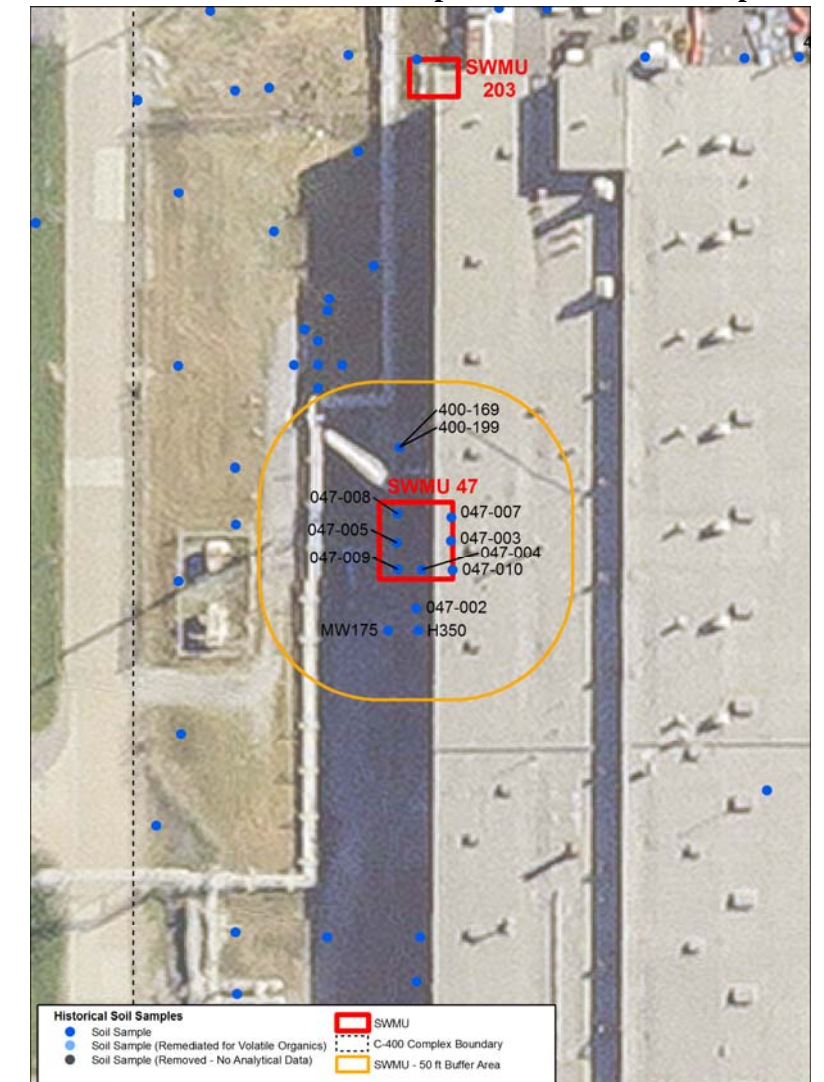 SWMU
203
400-169
400-199
SWMU 47
047-008
047-007
047-005
047-003
047-004
047-009
047-010
047-002
MW175
H350
Historical Soil Samples
Soil Sample
Soil Sample (Remediated for Volatile Organics)
Soil Sample (Removed - No Analytical Data)
SWMU
C-400 Complex Boundary
SWMU - 50 ft Buffer Area